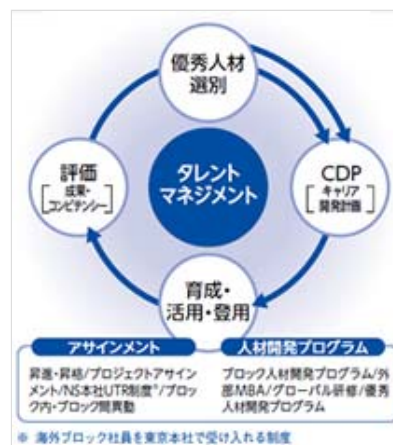 優秀人材
選別
評価
[成果・
コンピテンシー]
タレント
マネジメント
CDP
[キャリア
開発計画]
育成・
活用・登用
アサインメント
昇進・昇格/プロジェクトアサイン
メント/NS本社UTR制度※/ブロッ
ク内・ブロック間異動
人材開発プログラム
ブロック人材開発プログラム/外
部MBA/グローバル研修/優秀
人材開発プログラム
※ 海外ブロック社員を東京本社で受け入れる制度